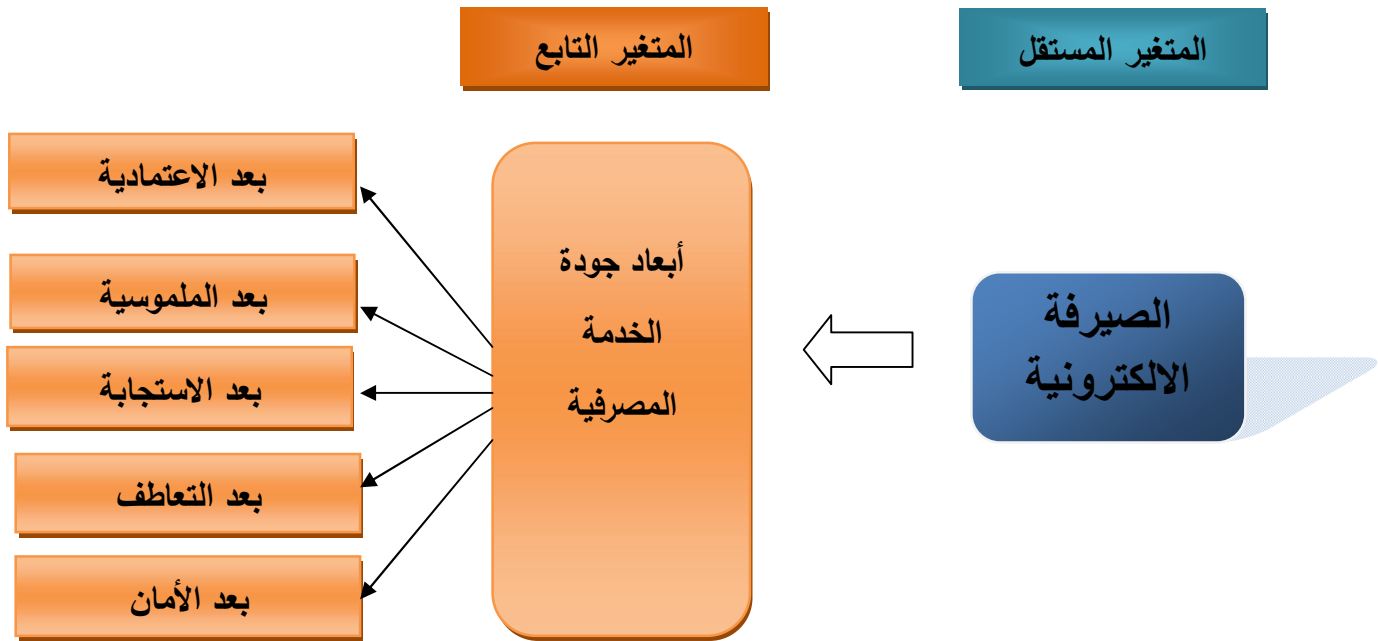 المتغير المستقل
المتغير التابع
الصيرفة
الالكترونية
أبعاد جودة
الخدمة
المصرفية
بعد الاعتمادية
بعد الملموسية
بعد الاستجابة
بعد التعاطف
بعد الأمان